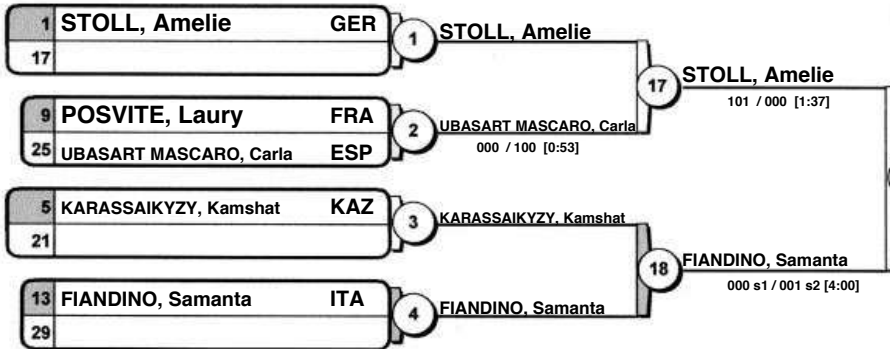 1 STOLL, Amelie GER
17
1 STOLL, Amelie
9 POSVITE, Laury FRA
25 UBASART MASCARO, Carla ESP
2 UBASART MASCARO, Carla
000 / 100 [0:53]
17 STOLL, Amelie
101 / 000 [1:37]
5 KARASSAIKYZY, Kamshat KAZ
21
3 KARASSAIKYZY, Kamshat
13 FIANDINO, Samanta ITA
29
4 FIANDINO, Samanta
18 FIANDINO, Samanta
000 s1 / 001 s2 [4:00]